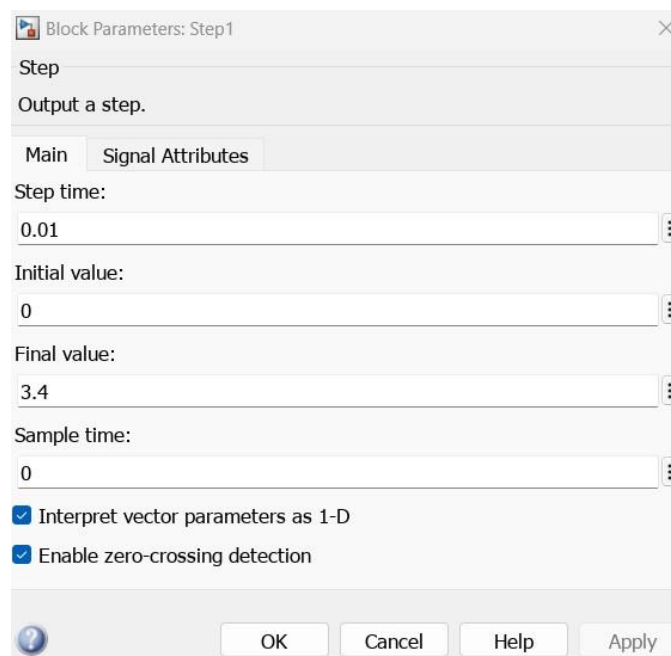 Block Parameters: Step1
Step
Output a step.
Main Signal Attributes
Step time:
0.01
Initial value:
0
Final value:
3.4
Sample time:
0
Interpret vector parameters as 1-D
Enable zero-crossing detection
? OK Cancel Help Apply